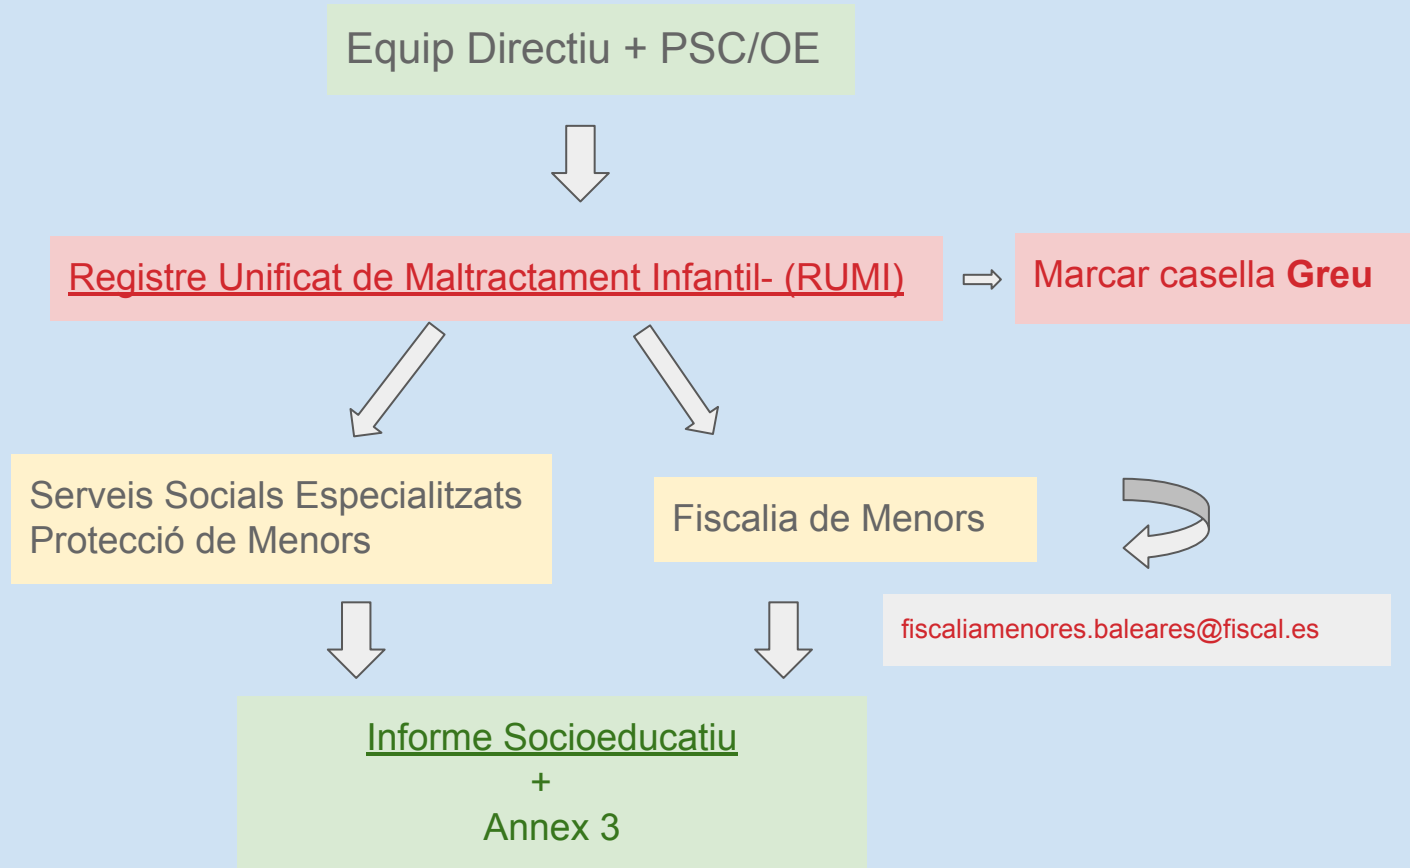 Equip Directiu + PSC/OE
Registre Unificat de Maltractament Infantil- (RUMI)
Marcar casella Greu
Serveis Socials Especialitzats
Protecció de Menors
Fiscalia de Menors
fiscaliamenores.baleares@fiscal.es
Informe Socioeducatiu
+
Annex 3